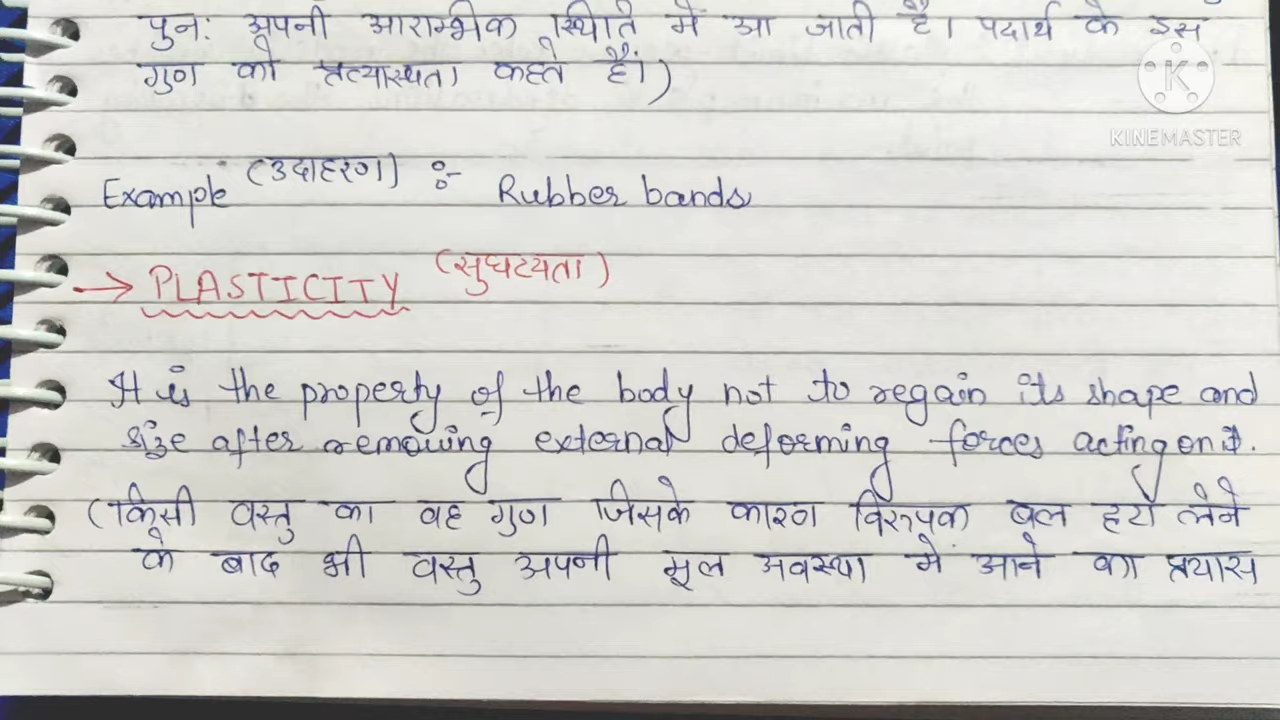 पुन: अपनी आरम्भिक स्थिति में आ जाती है। पदार्थ के इस
गुण को प्रत्यास्थता कहते हैं।)
KINEMASTER
Example (उदाहरण) :- Rubber bands
→ PLASTICITY (सुघटयता)
It is the property of the body not to regain its shape and
size after removing external deforming forces acting on it.
(किसी वस्तु का वह गुण जिसके कारण विरुपक बल हटा लेने
के बाद भी वस्तु अपनी मूल अवस्था में आने का प्रयास